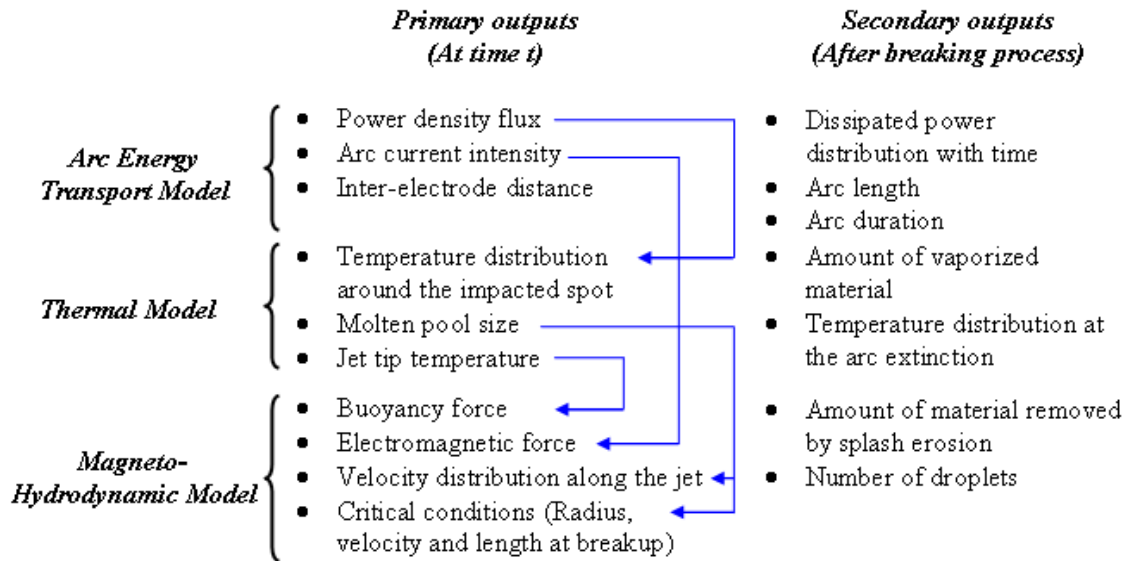 Primary outputs
(At time t)
Secondary outputs
(After breaking process)
Arc Energy
Transport Model
• Power density flux
• Arc current intensity
• Inter-electrode distance
• Dissipated power
distribution with time
• Arc length
• Arc duration
Thermal Model
• Temperature distribution
around the impacted spot
• Molten pool size
• Jet tip temperature
• Amount of vaporized
material
• Temperature distribution at
the arc extinction
Magneto-
Hydrodynamic Model
• Buoyancy force
• Electromagnetic force
• Velocity distribution along the jet
• Critical conditions (Radius,
velocity and length at breakup)
• Amount of material removed
by splash erosion
• Number of droplets